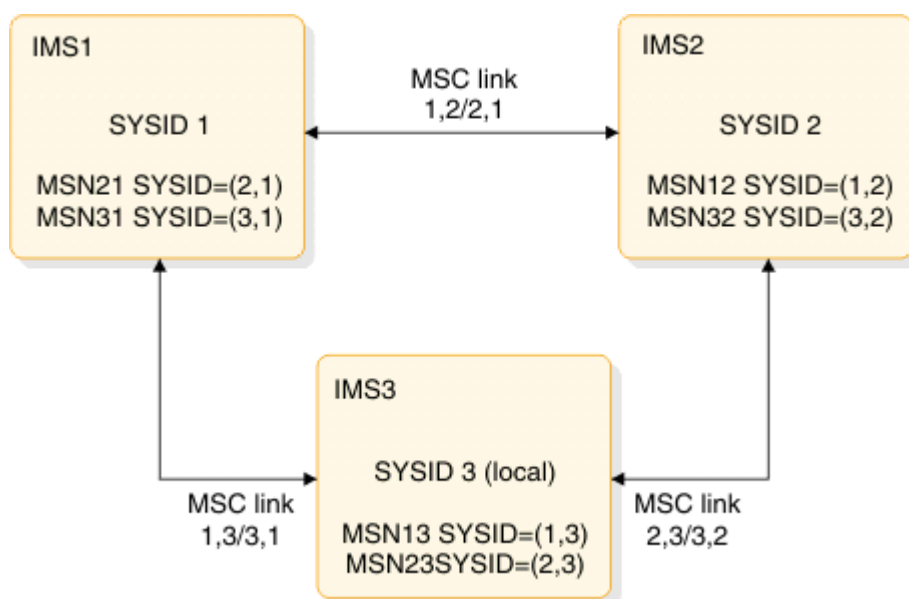 IMS1
SYSID 1
MSN21 SYSID=(2,1)
MSN31 SYSID=(3,1)
MSC link
1,2/2,1
IMS2
SYSID 2
MSN12 SYSID=(1,2)
MSN32 SYSID=(3,2)
IMS3
SYSID 3 (local)
MSN13 SYSID=(1,3)
MSN23SYSID=(2,3)
MSC link
1,3/3,1
MSC link
2,3/3,2